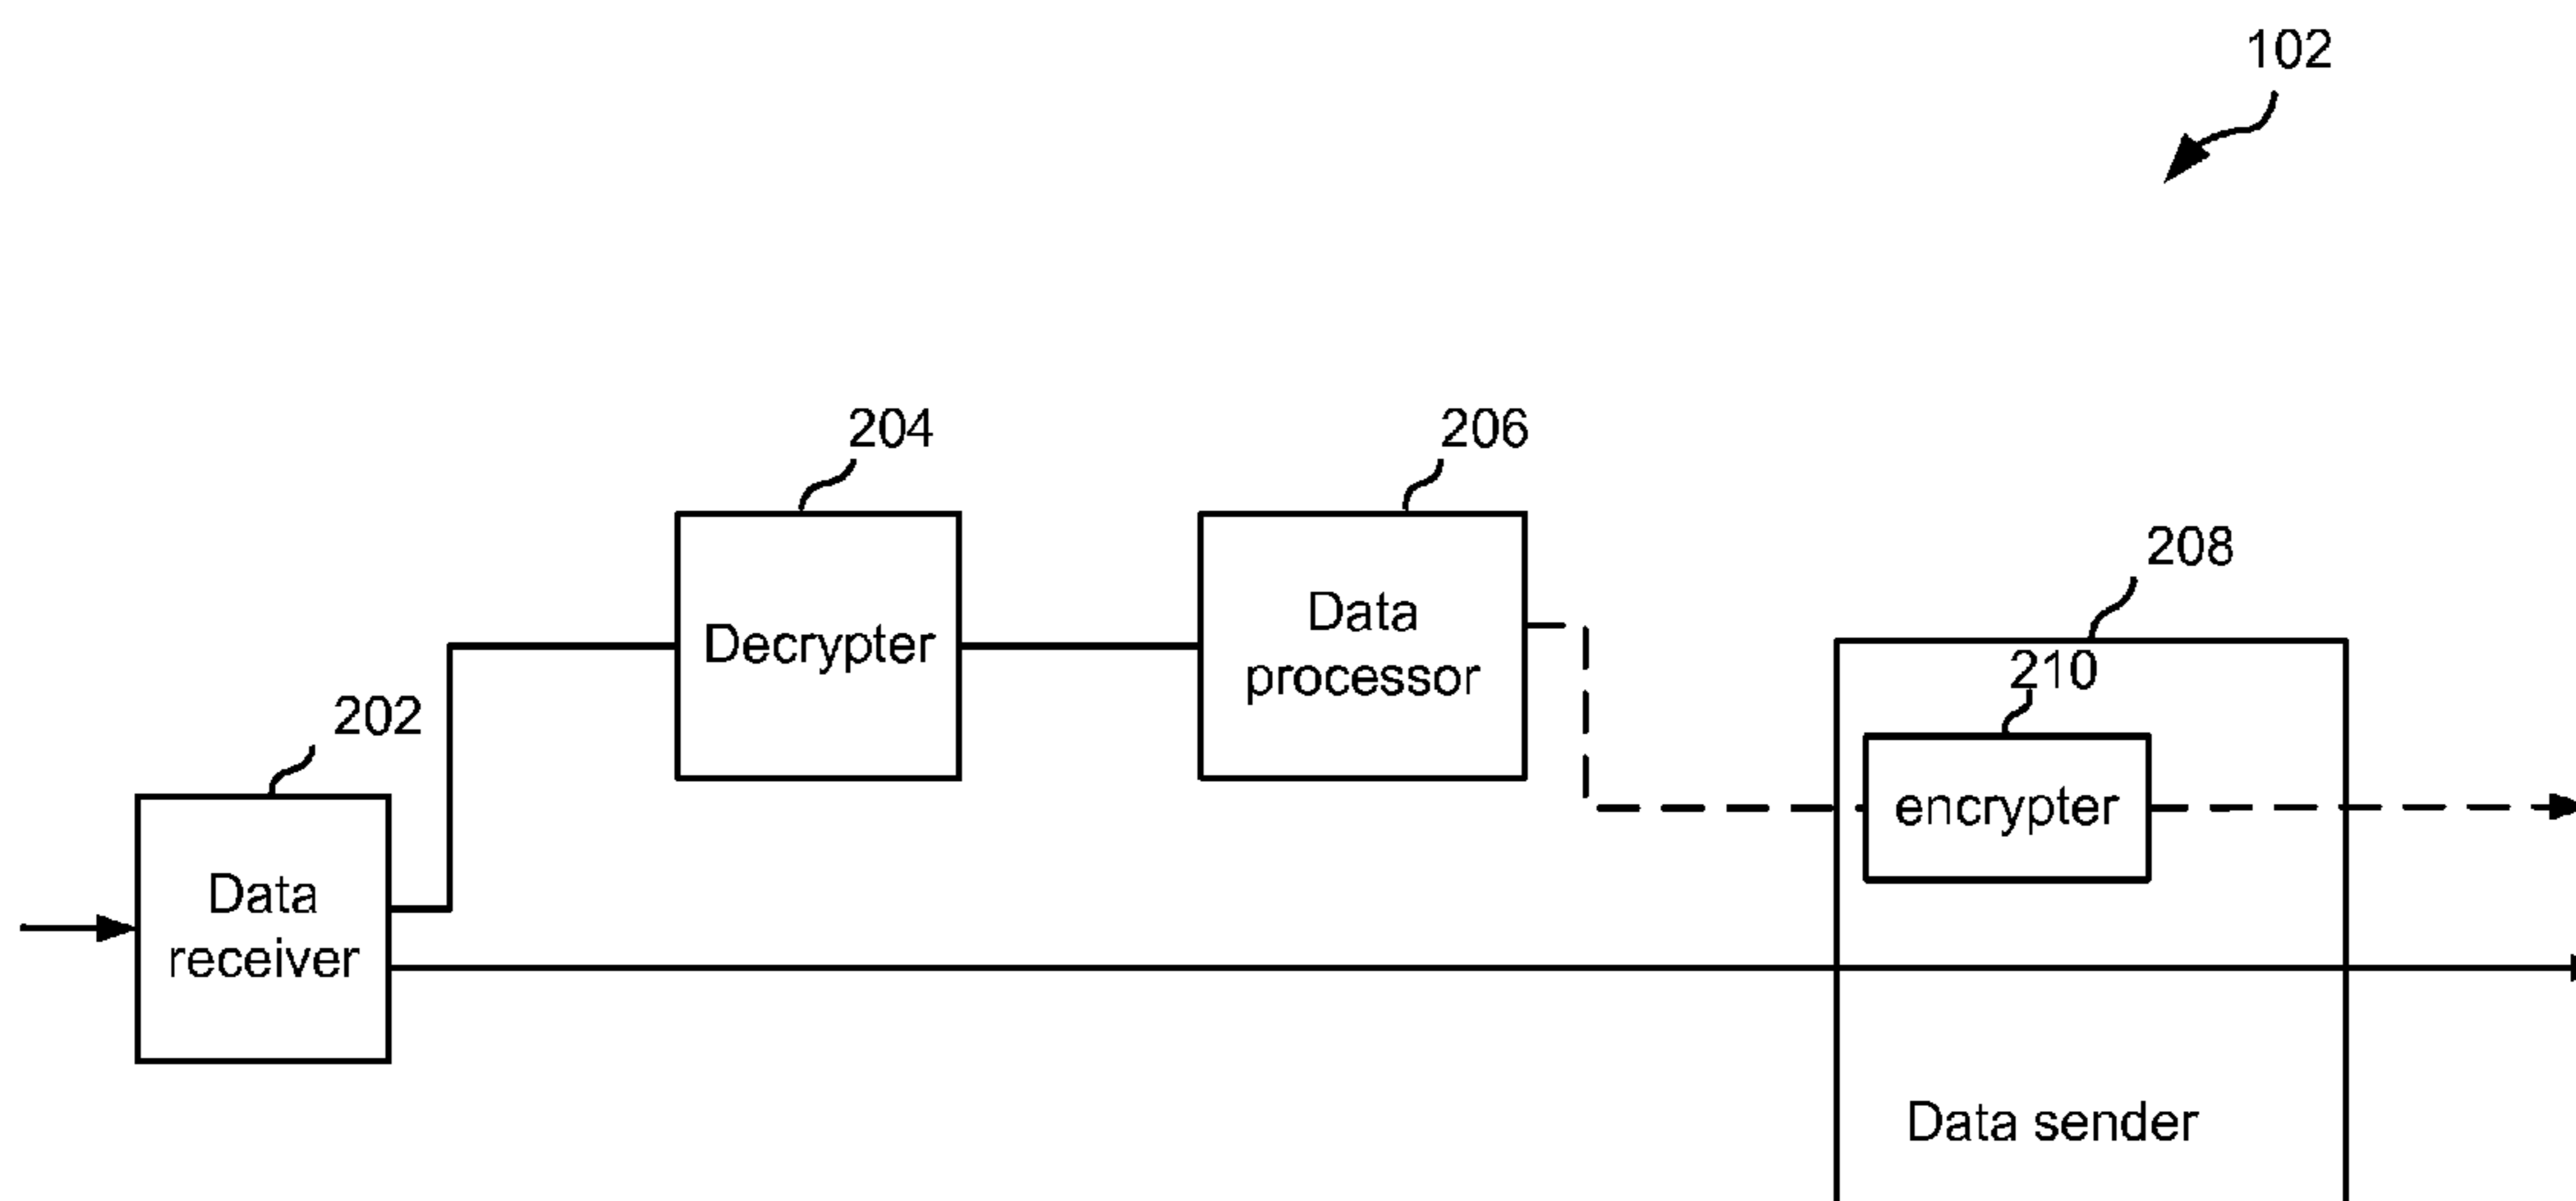 102
204
206
208
Data
processor
Decrypter
210
202
encrypter
Data
receiver
Data sender